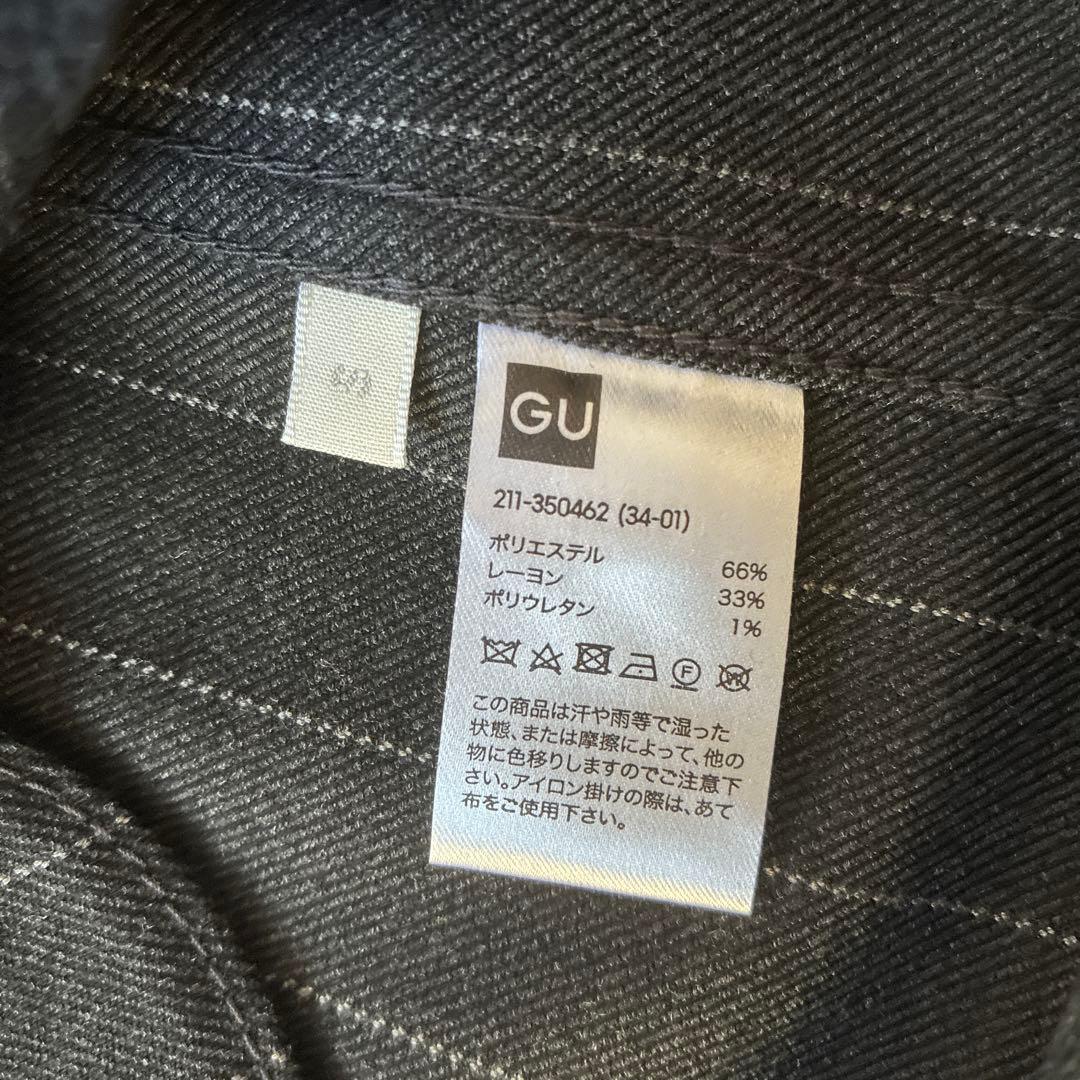 GU
211-350462 (34-01)
ポリエステル 66%
レーヨン 33%
ポリウレタン 1%
F
W
この商品は汗や雨等で湿った
状態、または摩擦によって、他の
物に色移りしますのでご注意下
さい。アイロン掛けの際は、あて
布をご使用下さい。